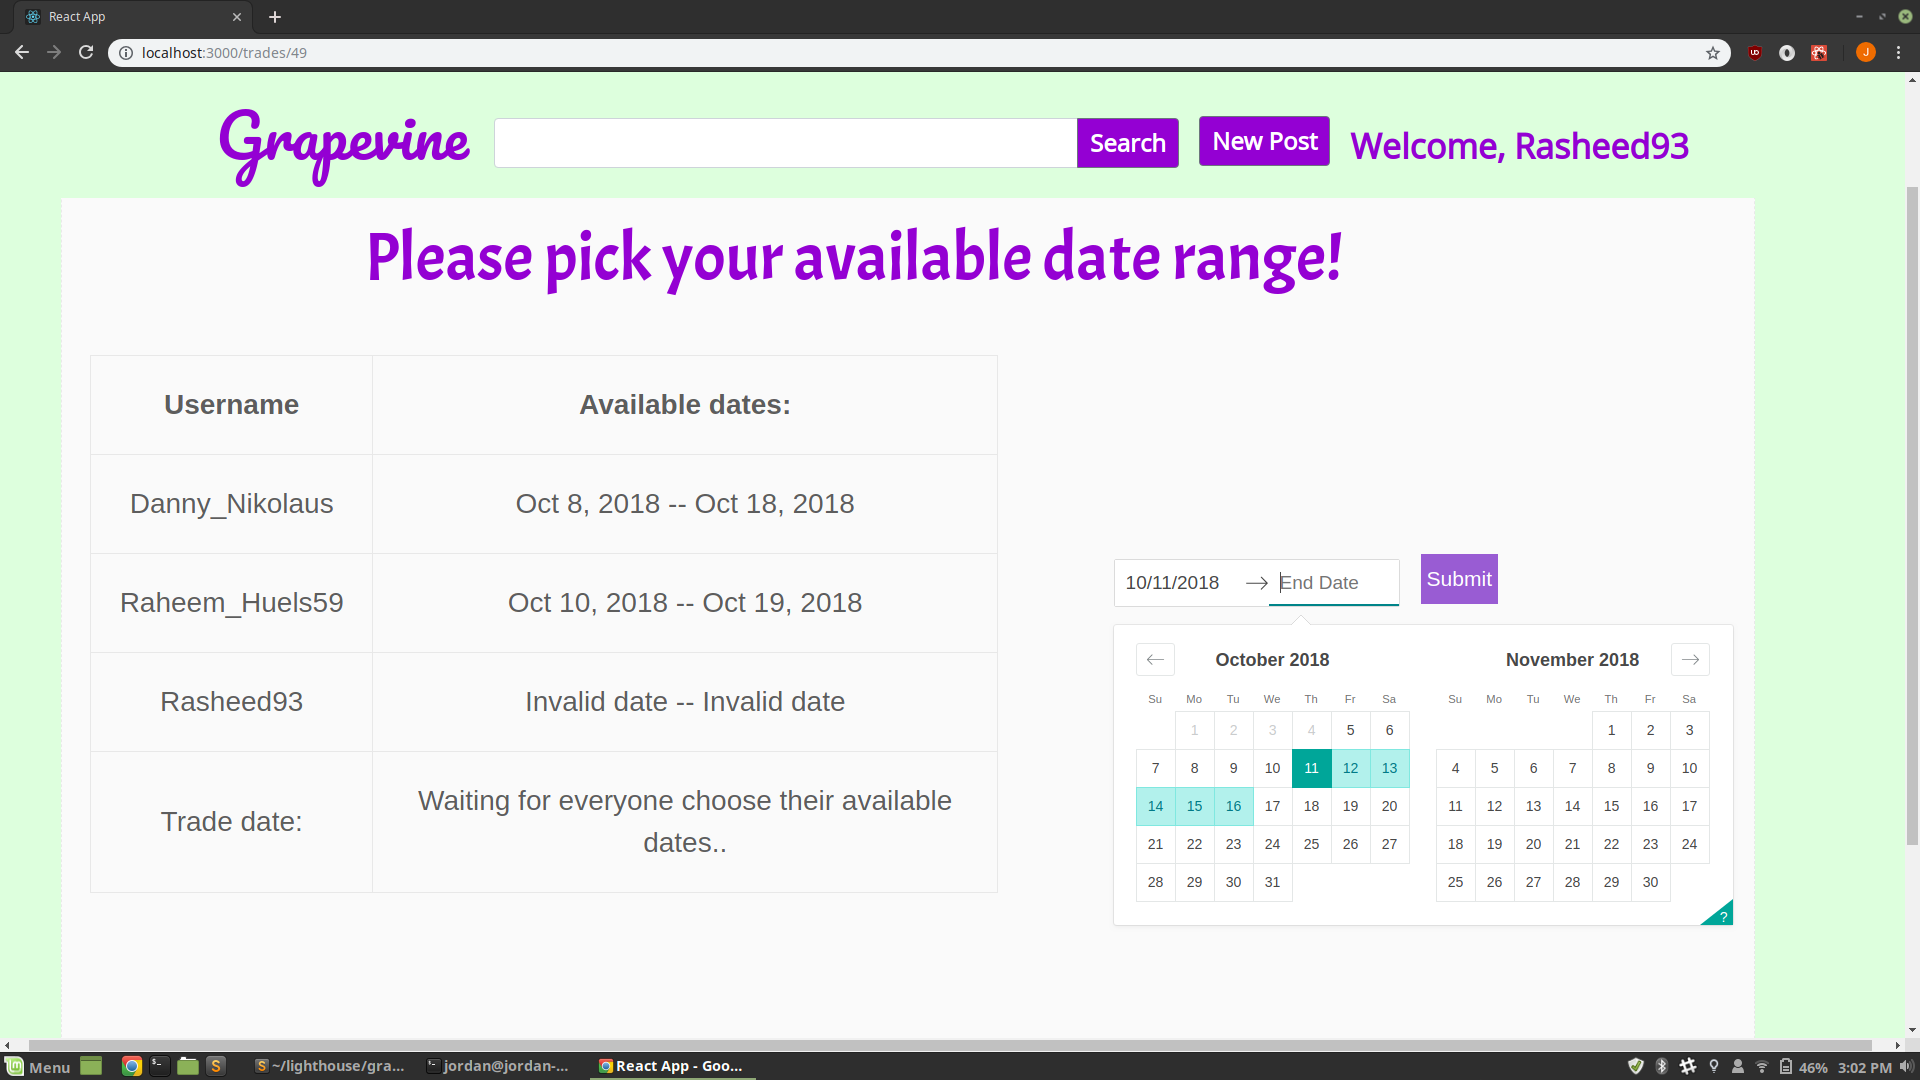 React App
localhost:3000/trades/49
J
Grapevine
Search
New Post
Welcome, Rasheed93
Please pick your available date range!
Username Available dates:
Danny_Nikolaus Oct 8, 2018 -- Oct 18, 2018
Raheem_Huels59 Oct 10, 2018 -- Oct 19, 2018
Rasheed93 Invalid date -- Invalid date
Trade date: Waiting for everyone choose their available
dates..
10/11/2018 End Date Submit
October 2018
Su Mo Tu We Th Fr Sa
1 2 3 4 5 6
7 8 9 10 11 12 13
14 15 16 17 18 19 20
21 22 23 24 25 26 27
28 29 30 31
November 2018
Su Mo Tu We Th Fr Sa
1 2 3
4 5 6 7 8 9 10
11 12 13 14 15 16 17
18 19 20 21 22 23 24
25 26 27 28 29 30
?
Menu
~/lighthouse/gra...
jordan@jordan-...
React App - Goo...
46%
3:02 PM